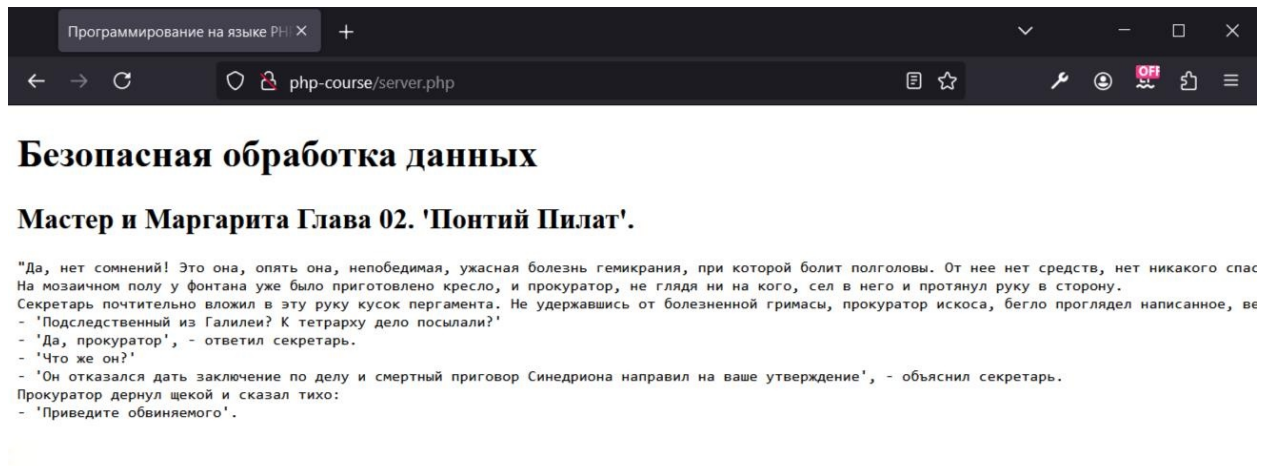 Программирование на языке PH
php-course/server.php
OFF
Безопасная обработка данных
Мастер и Маргарита Глава 02. 'Понтий Пилат'.
"Да, нет сомнений! Это она, опять она, непобедимая, ужасная болезнь гемикрания, при которой болит полголовы. От нее нет средств, нет никакого спас
На мозаичном полу у фонтана уже было приготовлено кресло, и прокуратор, не глядя ни на кого, сел в него и протянул руку в сторону.
Секретарь почтительно вложил в эту руку кусок пергамента. Не удержавшись от болезненной гримасы, прокуратор искоса, бегло проглядел написанное, ве
- 'Подследственный из Галилеи? К тетрарху дело посылали?'
- 'Да, прокуратор', - ответил секретарь.
- 'Что же он?'
- 'Он отказался дать заключение по делу и смертный приговор Синедриона направил на ваше утверждение', - объяснил секретарь.
Прокуратор дернул щекой и сказал тихо:
- 'Приведите обвиняемого'.